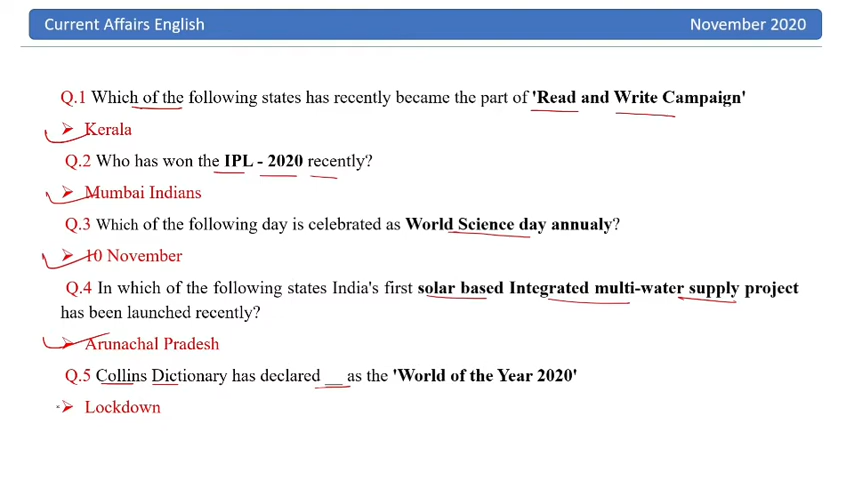 Current Affairs English November 2020
Q.1 Which of the following states has recently became the part of 'Read and Write Campaign'
Kerala
Q.2 Who has won the IPL - 2020 recently?
Mumbai Indians
Q.3 Which of the following day is celebrated as World Science day annualy?
10 November
Q.4 In which of the following states India's first solar based Integrated multi-water supply project
has been launched recently?
Arunachal Pradesh
Q.5 Collins Dictionary has declared __ as the 'World of the Year 2020'
Lockdown